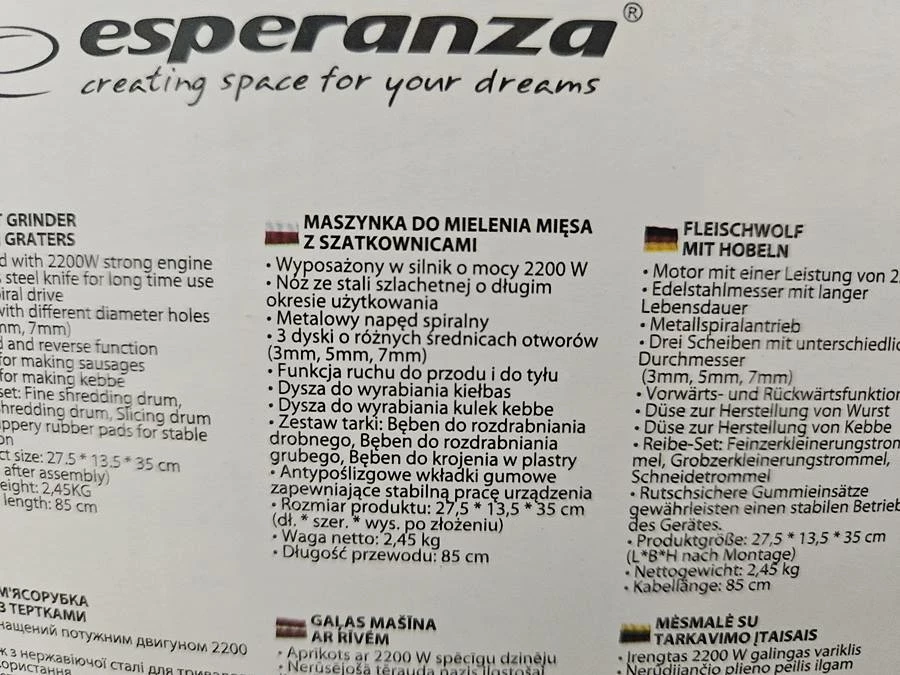 esperanza®
creating space for your dreams
GRINDER
GRATERS
with 2200W strong engine
steel knife for long time use
drive
with different diameter holes
7mm)
and reverse function
for making sausages
for making kebbe
set: Fine shredding drum,
shredding drum, Slicing drum
rubber pads for stable
size: 27,5 * 13,5 * 35 cm
after assembly)
2,45KG
length: 85 cm
MASZYNKA DO MIELENIA MIĘSA
Z SZATKOWNICAMI
• Wyposażony w silnik o mocy 2200 W
• Nóż ze stali szlachetnej o długim
okresie użytkowania
• Metalowy napęd spiralny
• 3 dyski o różnych średnicach otworów
(3mm, 5mm, 7mm)
• Funkcja ruchu do przodu i do tyłu
• Dysza do wyrabiania kiełbas
• Dysza do wyrabiania kulek kebbe
• Zestaw tarki: Bęben do rozdrabniania
drobnego, Bęben do rozdrabniania
grubego, Bęben do krojenia w plastry
• Antypoślizgowe wkładki gumowe
zapewniające stabilną pracę urządzenia
• Rozmiar produktu: 27,5 * 13,5 * 35 cm
(dł. * szer. * wys. po złożeniu)
• Waga netto: 2,45 kg
• Długość przewodu: 85 cm
FLEISCHWOLF
MIT HOBELN
• Motor mit einer Leistung von 2
• Edelstahlmesser mit langer
Lebensdauer
• Metallspiralantrieb
• Drei Scheiben mit unterschiedlic
Durchmesser
(3mm, 5mm, 7mm)
• Vorwärts- und Rückwärtsfunktion
• Düse zur Herstellung von Wurst
• Düse zur Herstellung von Kebbe
• Reibe-Set: Feinzerkleinerungstrom
mel, Grobzerkleinerungstrommel,
Schneidetrommel
• Rutschsichere Gummieinsätze
gewährleisten einen stabilen Betrieb
des Gerätes.
• Produktgröße: 27,5 * 13,5 * 35 cm
(L*B*H nach Montage)
• Nettogewicht: 2,45 kg
• Kabellänge: 85 cm
М'ЯСОРУБКА
З ТЕРТКАМИ
потужним двигуном 2200
з нержавіючої сталі для
GAĻAS MAŠĪNA
AR RĪVĒM
• Aprikots ar 2200 W spēcīgu dzinēju
• Nerūsējošā tērauda nazis ilgstošai
MĖSMALĖ SU
TARKAVIMO ĮTAISAIS
• Įrengtas 2200 W galingas variklis
• Nerūdijančio plieno peilis ilgam